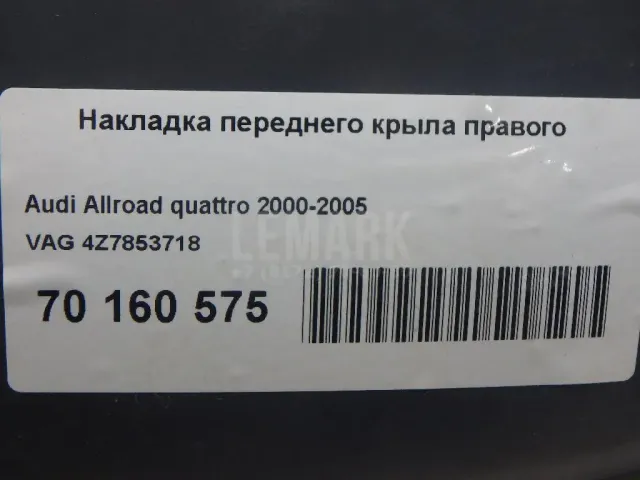 Накладка переднего крыла правого
Audi Allroad quattro 2000-2005
LEMARK
VAG 4Z7853718
70 160 575